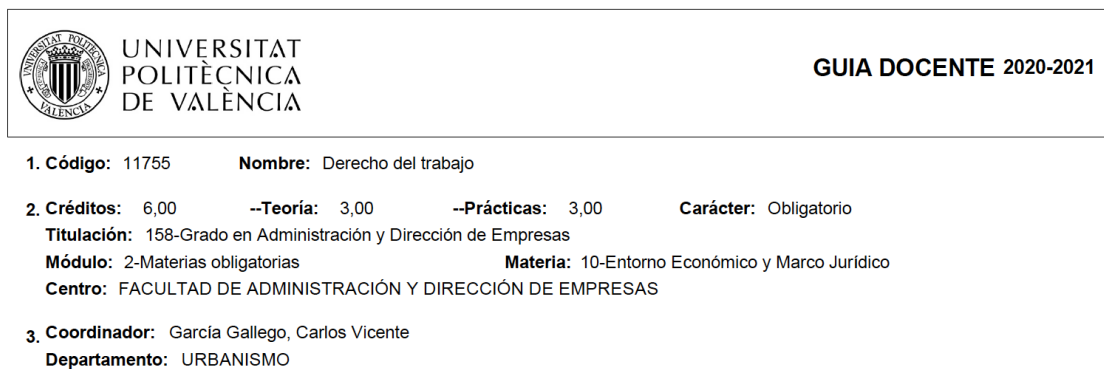 UNIVERSITAT
POLITÈCNICA
DE VALÈNCIA
GUIA DOCENTE 2020-2021
1. Código: 11755 Nombre: Derecho del trabajo
2. Créditos: 6,00 --Teoría: 3,00 --Prácticas: 3,00 Carácter: Obligatorio
Titulación: 158-Grado en Administración y Dirección de Empresas
Módulo: 2-Materias obligatorias Materia: 10-Entorno Económico y Marco Jurídico
Centro: FACULTAD DE ADMINISTRACIÓN Y DIRECCIÓN DE EMPRESAS
3. Coordinador: García Gallego, Carlos Vicente
Departamento: URBANISMO